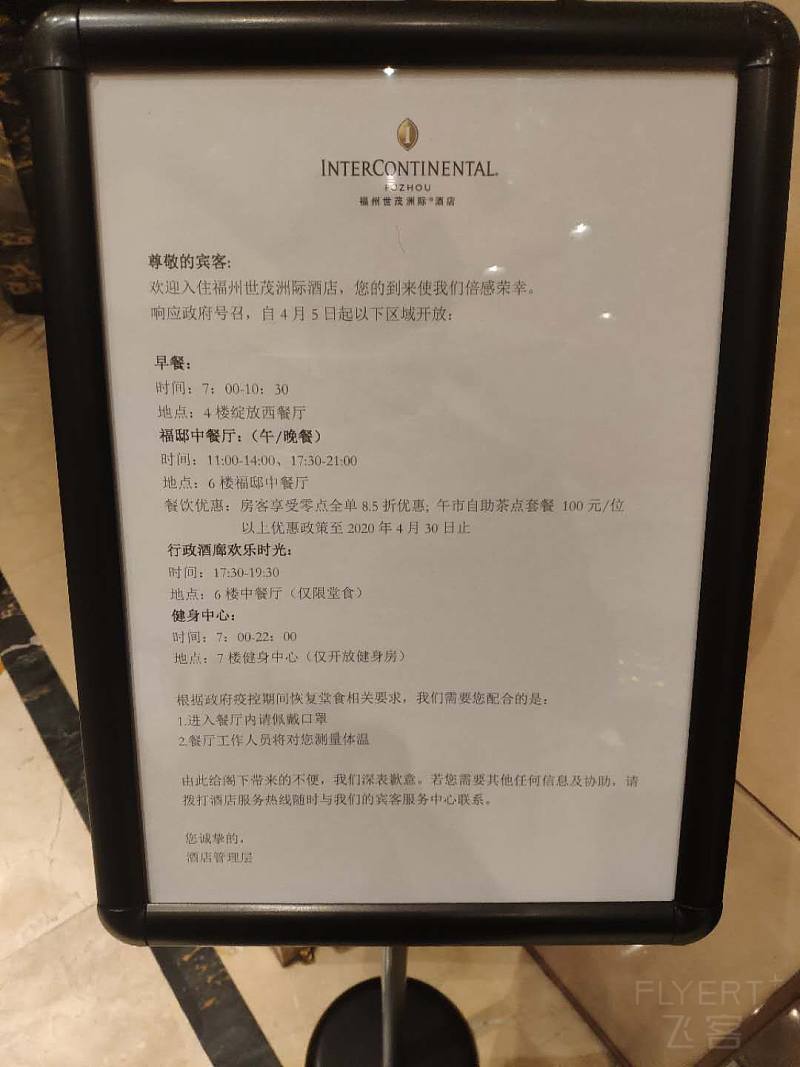 INTERCONTINENTAL®
FUZHOU
福州世茂洲际®酒店
尊敬的宾客:
欢迎入住福州世茂洲际酒店，您的到来使我们倍感荣幸。
响应政府号召，自4月5日起以下区域开放:
早餐:
时间: 7: 00-10: 30
地点: 4楼绽放西餐厅
福邸中餐厅:（午/晚餐）
时间: 11:00-14:00、17:30-21:00
地点: 6楼福邸中餐厅
餐饮优惠: 房客享受零点全单8.5折优惠; 午市自助茶点套餐 100元/位
以上优惠政策至2020年4月30日止
行政酒廊欢乐时光:
时间: 17:30-19:30
地点: 6楼中餐厅（仅限堂食）
健身中心:
时间: 7: 00-22: 00
地点: 7楼健身中心（仅开放健身房）
根据政府疫控期间恢复堂食相关要求，我们需要您配合的是:
1.进入餐厅内请佩戴口罩
2.餐厅工作人员将对您测量体温
由此给阁下带来的不便，我们深表歉意。若您需要其他任何信息及协助，请
拨打酒店服务热线随时与我们的宾客服务中心联系。
您诚挚的,
酒店管理层
FLYERT
飞客